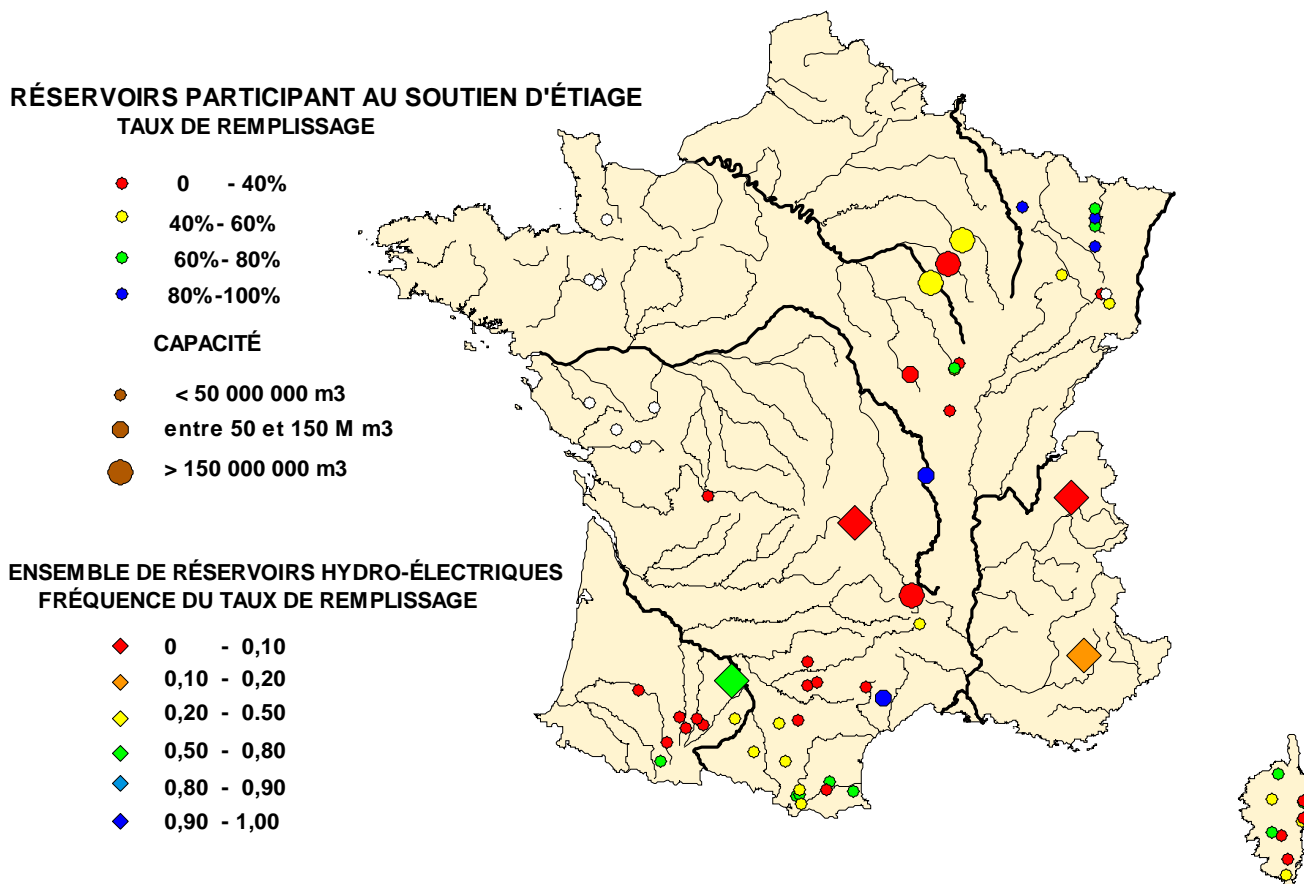 RÉSERVOIRS PARTICIPANT AU SOUTIEN D'ÉTIAGE
TAUX DE REMPLISSAGE
0 - 40%
40%- 60%
60%- 80%
80%-100%
CAPACITÉ
< 50 000 000 m3
entre 50 et 150 M m3
> 150 000 000 m3
ENSEMBLE DE RÉSERVOIRS HYDRO-ÉLECTRIQUES
FRÉQUENCE DU TAUX DE REMPLISSAGE
0 - 0,10
0,10 - 0,20
0,20 - 0.50
0,50 - 0,80
0,80 - 0,90
0,90 - 1,00